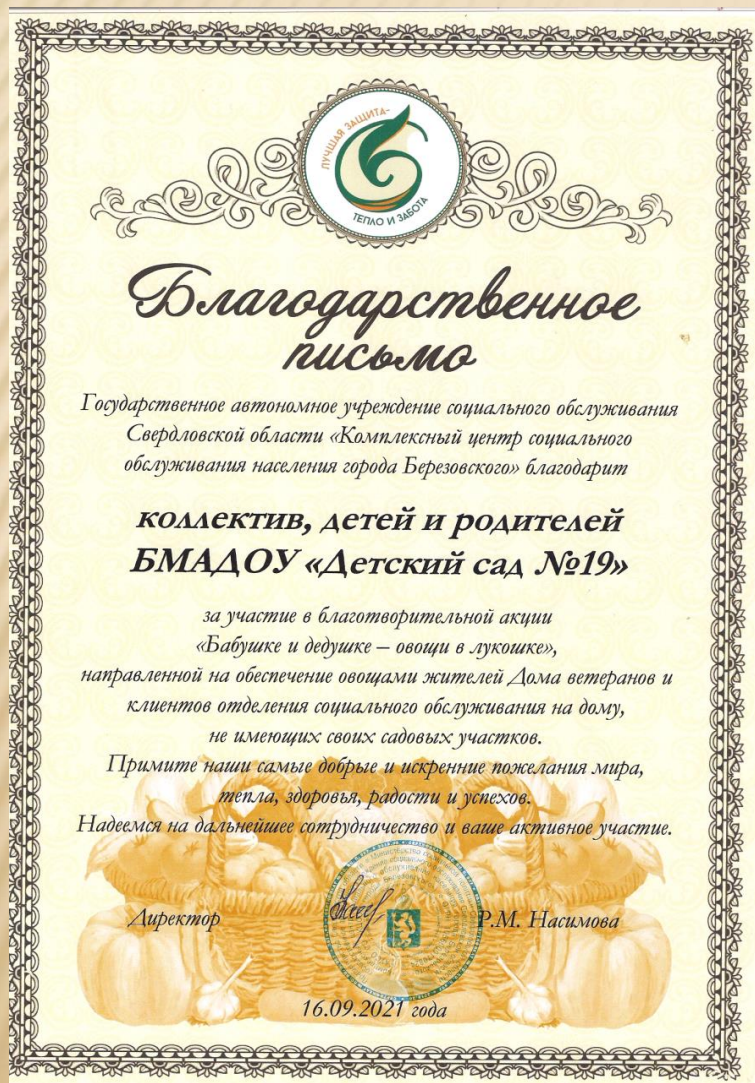 ЛУЧШАЯ ЗАЩИТА-
ТЕПЛО И ЗАБОТА
Благодарственное
письмо
Государственное автономное учреждение социального обслуживания
Свердловской области «Комплексный центр социального
обслуживания населения города Березовского» благодарит
коллектив, детей и родителей
БМАДОУ «Детский сад №19»
за участие в благотворительной акции
«Бабушке и дедушке – овощи в лукошке»,
направленной на обеспечение овощами жителей Дома ветеранов и
клиентов отделения социального обслуживания на дому,
не имеющих своих садовых участков.
Примите наши самые добрые и искренние пожелания мира,
тепла, здоровья, радости и успехов.
Надеемся на дальнейшее сотрудничество и ваше активное участие.
Директор Р.М. Насимова
16.09.2021 года